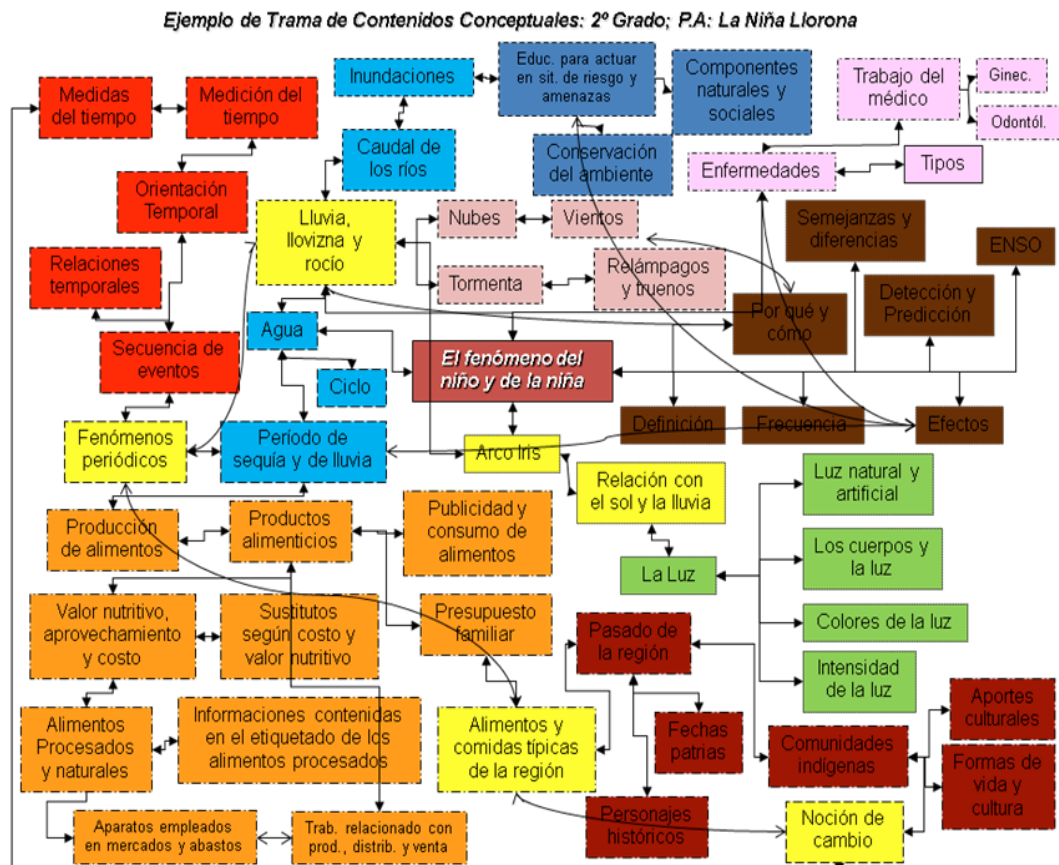 Ejemplo de Trama de Contenidos Conceptuales: 2º Grado; P.A: La Niña Llorona
Medidas
del tiempo
Medición del
tiempo
Inundaciones
Educ. para actuar
en sit. de riesgo y
amenazas
Componentes
naturales y
sociales
Trabajo del
médico
Ginec.
Odontól.
Orientación
Temporal
Caudal de
los ríos
Conservación
del ambiente
Enfermedades
Tipos
Relaciones
temporales
Lluvia,
llovizna y
rocío
Nubes
Vientos
Semejanzas y
diferencias
ENSO
Tormenta
Relámpagos
y truenos
Detección y
Predicción
Secuencia de
eventos
Agua
Por qué y
cómo
Ciclo
El fenómeno del
niño y de la niña
Fenómenos
periódicos
Período de
sequía y de lluvia
Arco Iris
Definición
Frecuencia
Efectos
Relación con
el sol y la lluvia
Luz natural y
artificial
Producción
de alimentos
Productos
alimenticios
Publicidad y
consumo de
alimentos
La Luz
Los cuerpos y
la luz
Valor nutritivo,
aprovechamiento
y costo
Sustitutos
según costo y
valor nutritivo
Presupuesto
familiar
Pasado de
la región
Colores de la luz
Intensidad
de la luz
Alimentos
Procesados
y naturales
Informaciones contenidas
en el etiquetado de los
alimentos procesados
Alimentos y
comidas típicas
de la región
Fechas
patrias
Comunidades
indígenas
Aportes
culturales
Formas de
vida y
cultura
Aparatos empleados
en mercados y abastos
Trab. relacionado con
prod., distrib. y venta
Personajes
históricos
Noción de
cambio